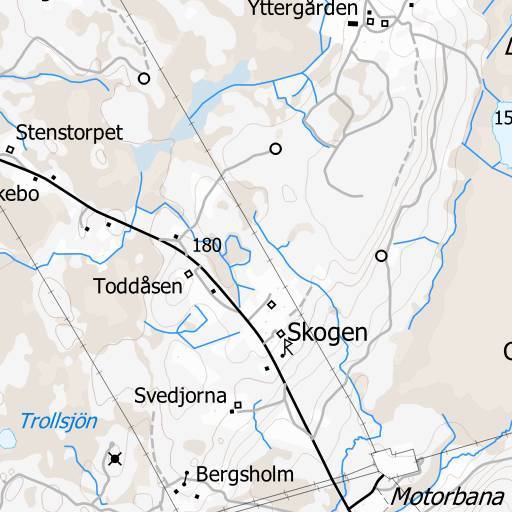 Yttergården
15
Stenstorpet
kebo
180
Toddåsen
Skogen
Svedjorna
Trollsjön
Bergsholm
Motorbana